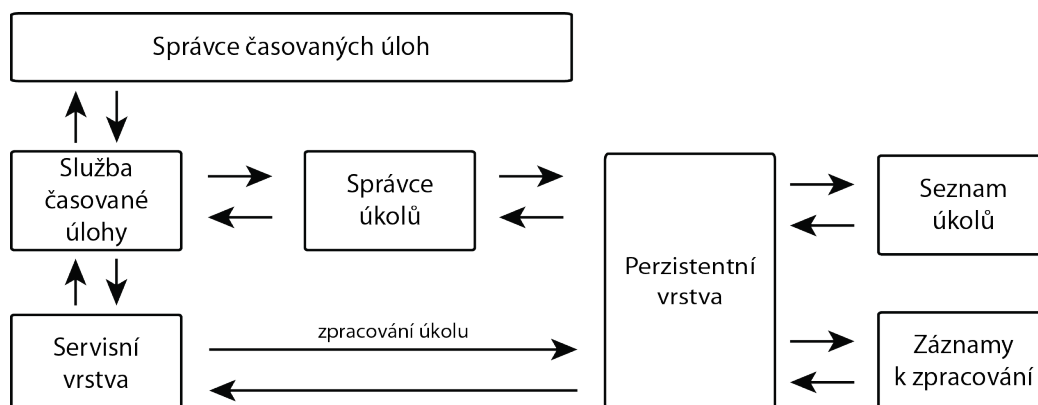 Správce časovaných úloh
Služba
časované
úlohy
Správce
úkolů
Seznam
úkolů
Perzistentní
vrstva
zpracování úkolu
Servisní
vrstva
Záznamy
k zpracování